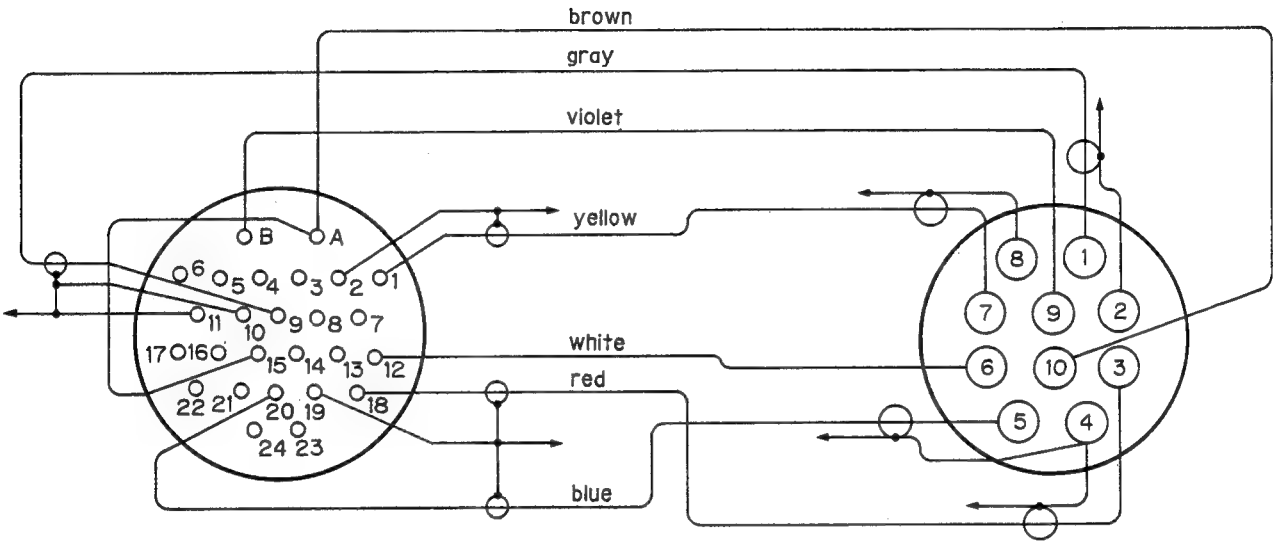 brown
gray
violet
yellow
B A
6 5 4 3 2 1
11 10 9 8 7
17 16 15 14 13 12
22 21 20 19 18
24 23
white
red
blue
8 1
7 9 2
6 10 3
5 4